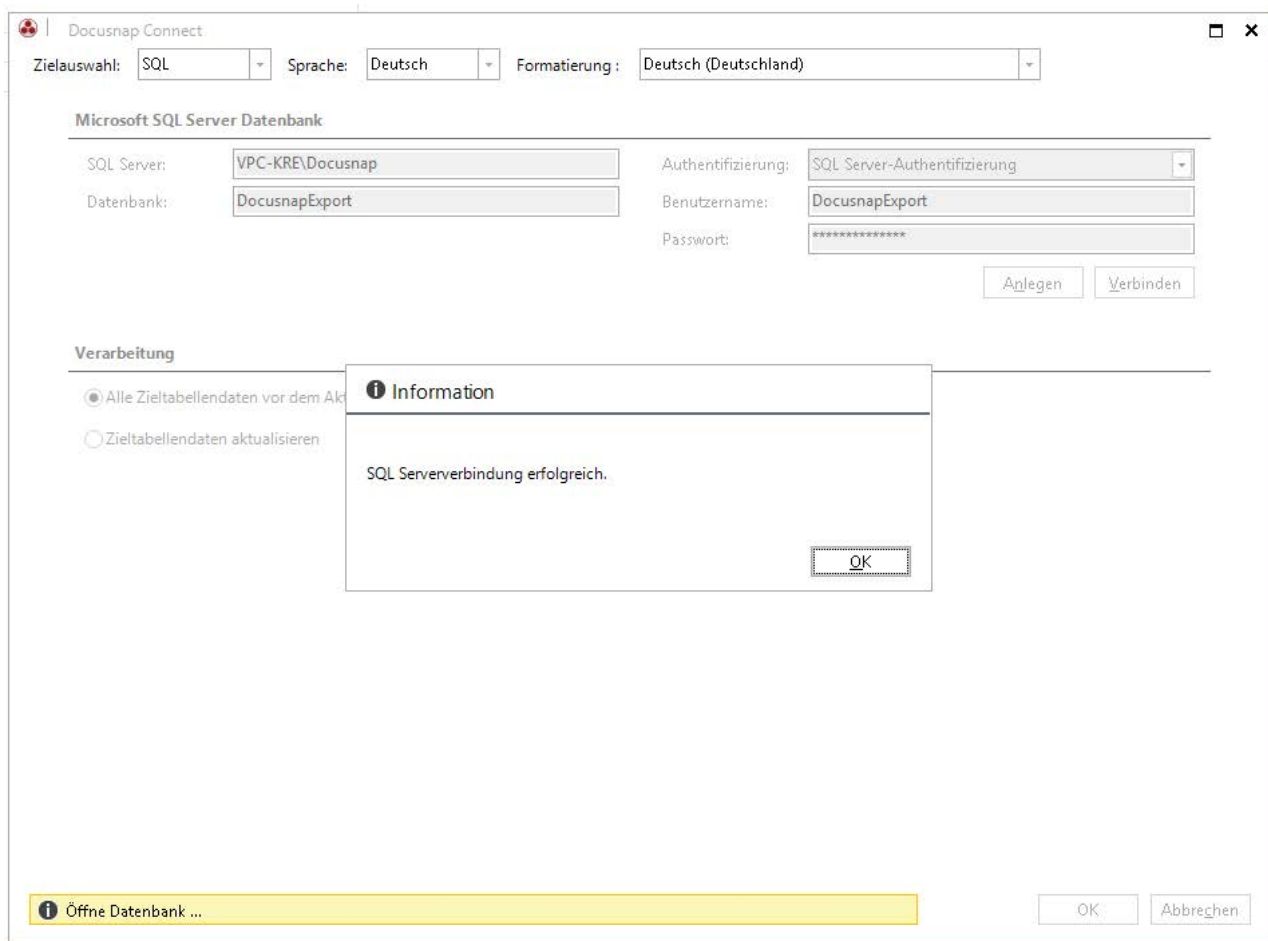 Docusnap Connect
Zielauswahl: SQL Sprache: Deutsch Formatierung : Deutsch (Deutschland)
Microsoft SQL Server Datenbank
SQL Server: VPC-KRE\Docusnap Authentifizierung: SQL Server-Authentifizierung
Datenbank: DocusnapExport Benutzername: DocusnapExport
Passwort: **************
Anlegen Verbinden
Verarbeitung
Alle Zieltabellendaten vor dem
Zieltabellendaten aktualisieren
Information
SQL Serververbindung erfolgreich.
OK
Öffne Datenbank ...
OK Abbrechen